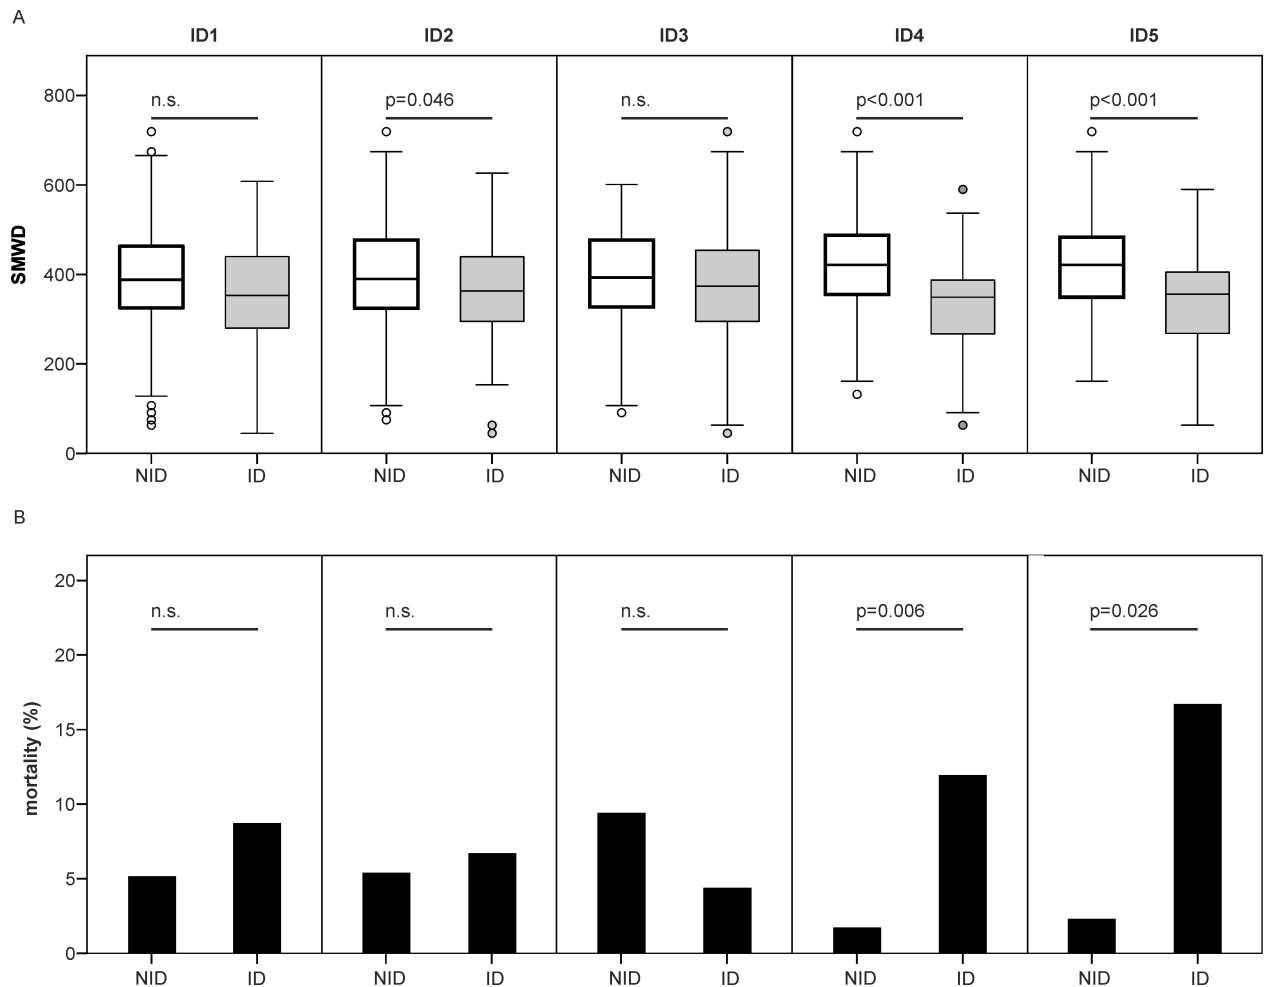 A
ID1 ID2 ID3 ID4 ID5
800
n.s. p=0.046 n.s. p<0.001 p<0.001
600
SMWD
400
200
0
NID ID NID ID NID ID NID ID NID ID
B
20
n.s. n.s. n.s. p=0.006 p=0.026
20
15
mortality (%)
10
5
0
NID ID NID ID NID ID NID ID NID ID